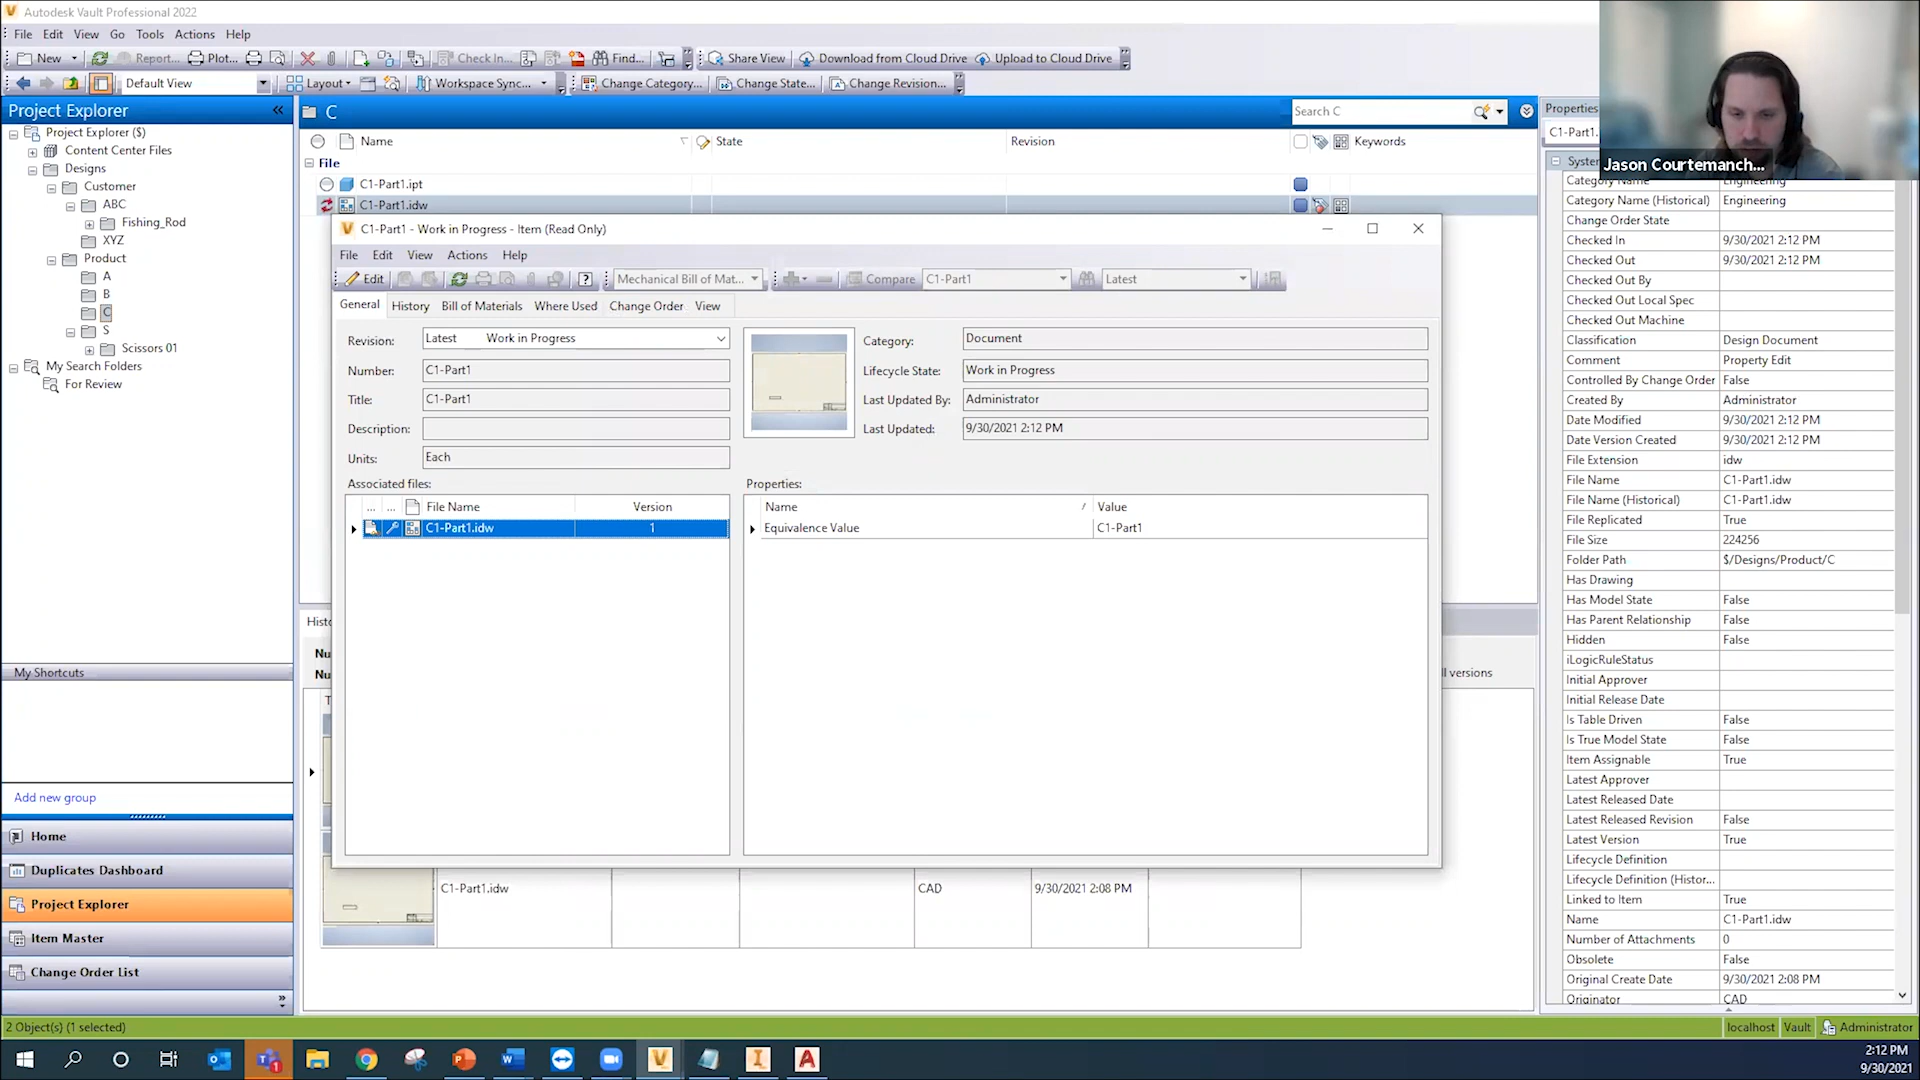 Autodesk Vault Professional 2022
File Edit View Go Tools Actions Help
New Report... Plot... Check In... Find... Share View Download from Cloud Drive Upload to Cloud Drive
Default View Layout Workspace Sync... Change Category... Change State... Change Revision...
Project Explorer
Project Explorer ($)
Content Center Files
Designs
Customer
ABC
Fishing_Rod
XYZ
Product
A
B
C
S
Scissors 01
My Search Folders
For Review
My Shortcuts
Add new group
Home
Duplicates Dashboard
Project Explorer
Item Master
Change Order List
C
Search C
Name State Revision Keywords
File
C1-Part1.ipt
C1-Part1.idw
C1-Part1 - Work in Progress - Item (Read Only)
File Edit View Actions Help
Edit Mechanical Bill of Mat... Compare C1-Part1 Latest
General History Bill of Materials Where Used Change Order View
Revision: Latest Work in Progress
Number: C1-Part1
Title: C1-Part1
Description:
Units: Each
Category: Document
Lifecycle State: Work in Progress
Last Updated By: Administrator
Last Updated: 9/30/2021 2:12 PM
Associated files:
... ... File Name Version
C1-Part1.idw 1
Properties:
Name Value
Equivalence Value C1-Part1
Histo
Nu
Nu
ll versions
T
C1-Part1.idw CAD 9/30/2021 2:08 PM
Jason Courtemanch...
Properties
C1-Part1.
System
Category Name Engineering
Category Name (Historical) Engineering
Change Order State
Checked In 9/30/2021 2:12 PM
Checked Out 9/30/2021 2:12 PM
Checked Out By
Checked Out Local Spec
Checked Out Machine
Classification Design Document
Comment Property Edit
Controlled By Change Order False
Created By Administrator
Date Modified 9/30/2021 2:12 PM
Date Version Created 9/30/2021 2:12 PM
File Extension idw
File Name C1-Part1.idw
File Name (Historical) C1-Part1.idw
File Replicated True
File Size 224256
Folder Path $/Designs/Product/C
Has Drawing
Has Model State False
Has Parent Relationship False
Hidden False
iLogicRuleStatus
Initial Approver
Initial Release Date
Is Table Driven False
Is True Model State False
Item Assignable True
Latest Approver
Latest Released Date
Latest Released Revision False
Latest Version True
Lifecycle Definition
Lifecycle Definition (Histor...
Linked to Item True
Name C1-Part1.idw
Number of Attachments 0
Obsolete False
Original Create Date 9/30/2021 2:08 PM
Originator CAD
2 Object(s) (1 selected)
localhost Vault Administrator
2:12 PM
9/30/2021